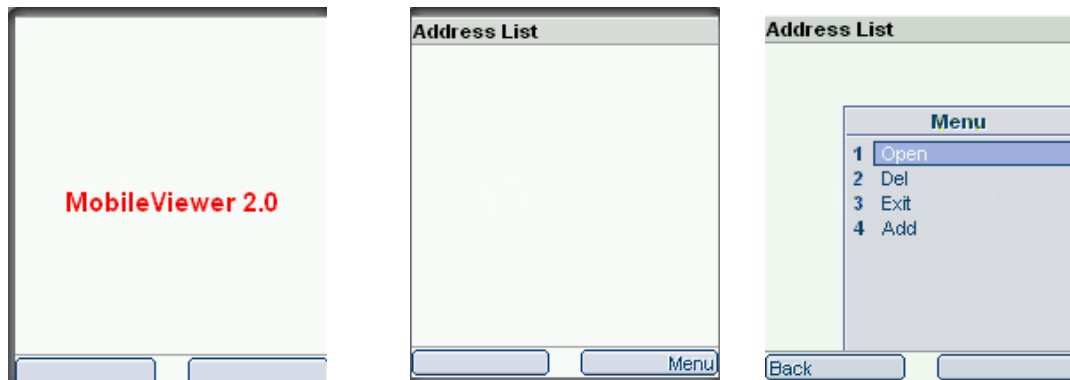 MobileViewer 2.0
Address List
Menu
Address List
Menu
1 Open
2 Del
3 Exit
4 Add
Back